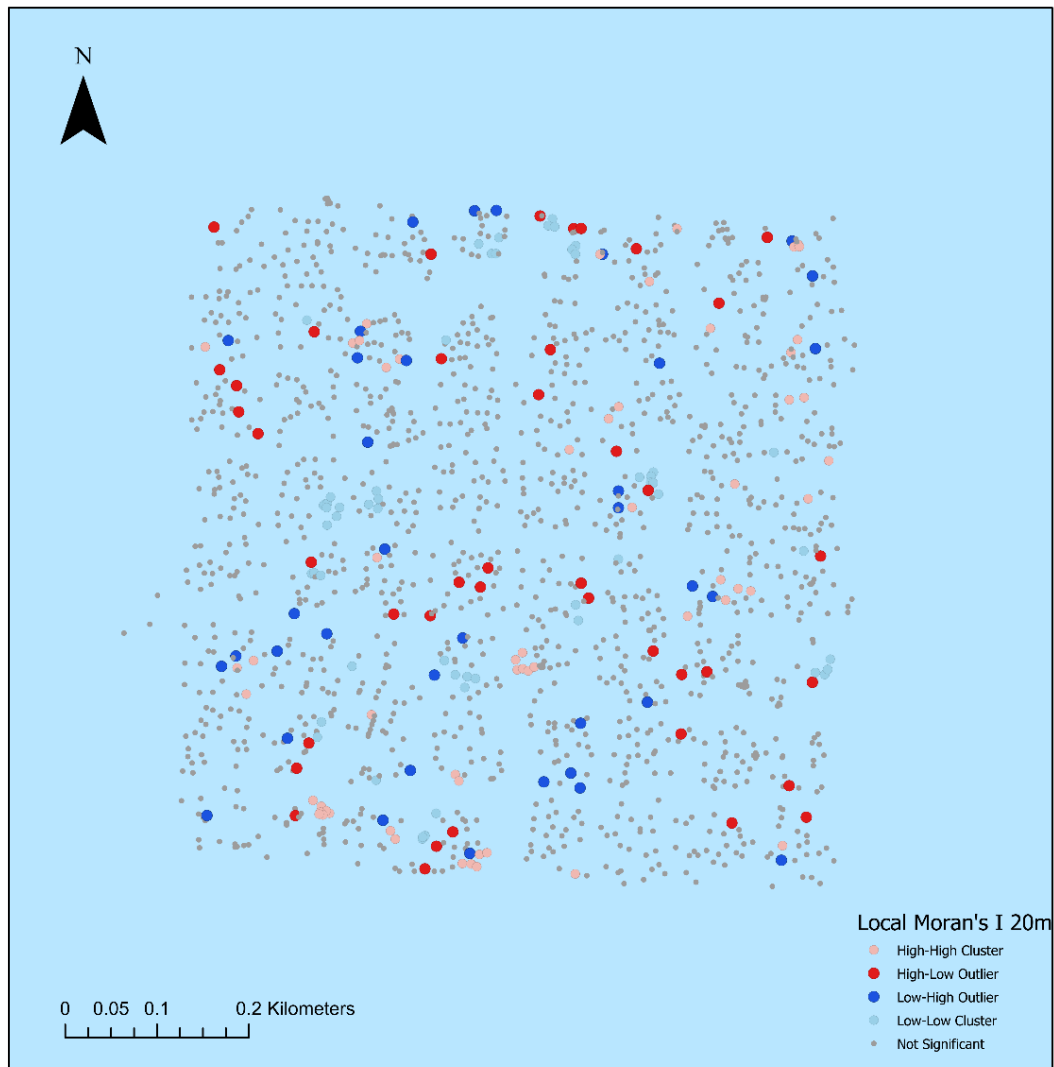 N
Local Moran's I 20m
High-High Cluster
High-Low Outlier
Low-High Outlier
Low-Low Cluster
Not Significant
0 0.05 0.1 0.2 Kilometers